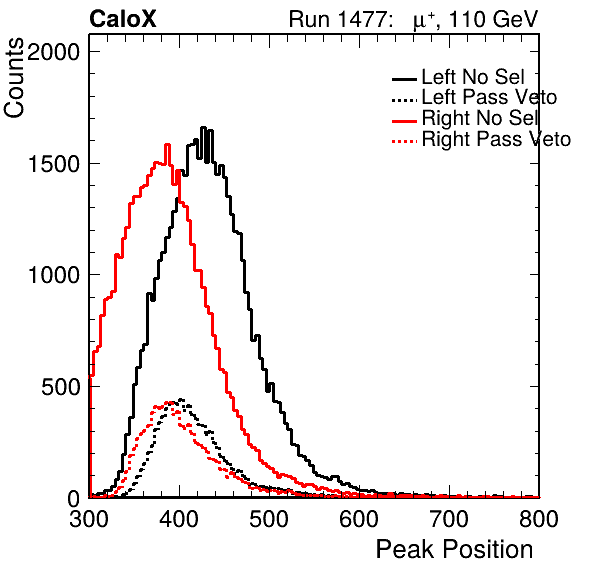 CaloX Run 1477: μ+, 110 GeV
Counts
2000
1500
1000
500
0
Left No Sel
Left Pass Veto
Right No Sel
Right Pass Veto
300 400 500 600 700 800
Peak Position